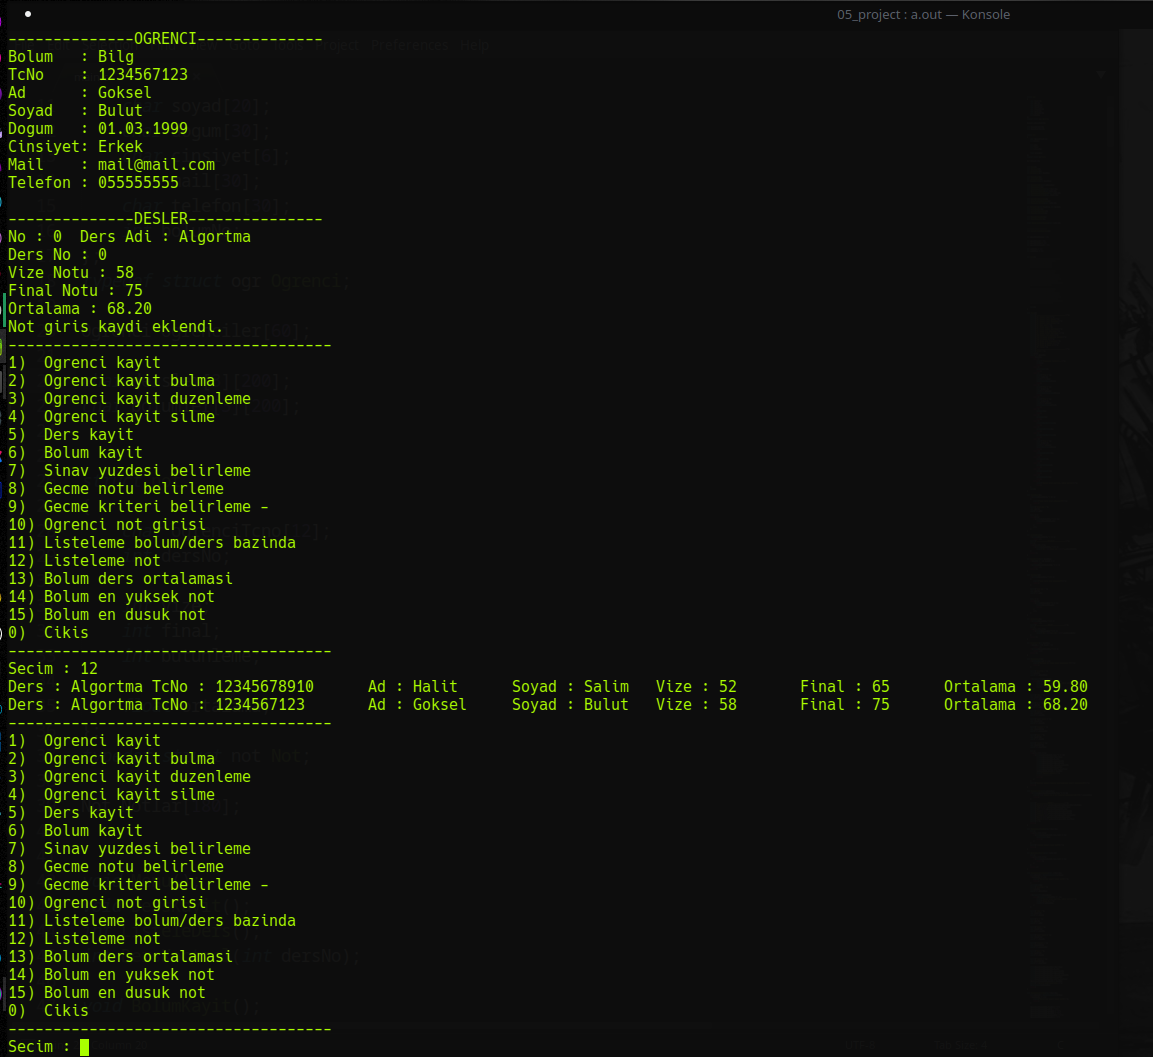 05_project : a.out — Konsole
--------------OGRENCI--------------
Bolum   : Bilg
TcNo    : 1234567123
Ad      : Goksel
Soyad   : Bulut
Dogum   : 01.03.1999
Cinsiyet: Erkek
Mail    : mail@mail.com
Telefon : 055555555
--------------DESLER---------------
No : 0  Ders Adi : Algortma
Ders No : 0
Vize Notu : 58
Final Notu : 75
Ortalama : 68.20
Not giris kaydi eklendi.
------------------------------------
1)  Ogrenci kayit
2)  Ogrenci kayit bulma
3)  Ogrenci kayit duzenleme
4)  Ogrenci kayit silme
5)  Ders kayit
6)  Bolum kayit
7)  Sinav yuzdesi belirleme
8)  Gecme notu belirleme
9)  Gecme kriteri belirleme -
10) Ogrenci not girisi
11) Listeleme bolum/ders bazinda
12) Listeleme not
13) Bolum ders ortalamasi
14) Bolum en yuksek not
15) Bolum en dusuk not
0)  Cikis
------------------------------------
Secim : 12
Ders : Algortma TcNo : 12345678910      Ad : Halit      Soyad : Salim   Vize : 52       Final : 65      Ortalama : 59.80
Ders : Algortma TcNo : 1234567123       Ad : Goksel     Soyad : Bulut   Vize : 58       Final : 75      Ortalama : 68.20
------------------------------------
1)  Ogrenci kayit
2)  Ogrenci kayit bulma
3)  Ogrenci kayit duzenleme
4)  Ogrenci kayit silme
5)  Ders kayit
6)  Bolum kayit
7)  Sinav yuzdesi belirleme
8)  Gecme notu belirleme
9)  Gecme kriteri belirleme -
10) Ogrenci not girisi
11) Listeleme bolum/ders bazinda
12) Listeleme not
13) Bolum ders ortalamasi
14) Bolum en yuksek not
15) Bolum en dusuk not
0)  Cikis
------------------------------------
Secim :